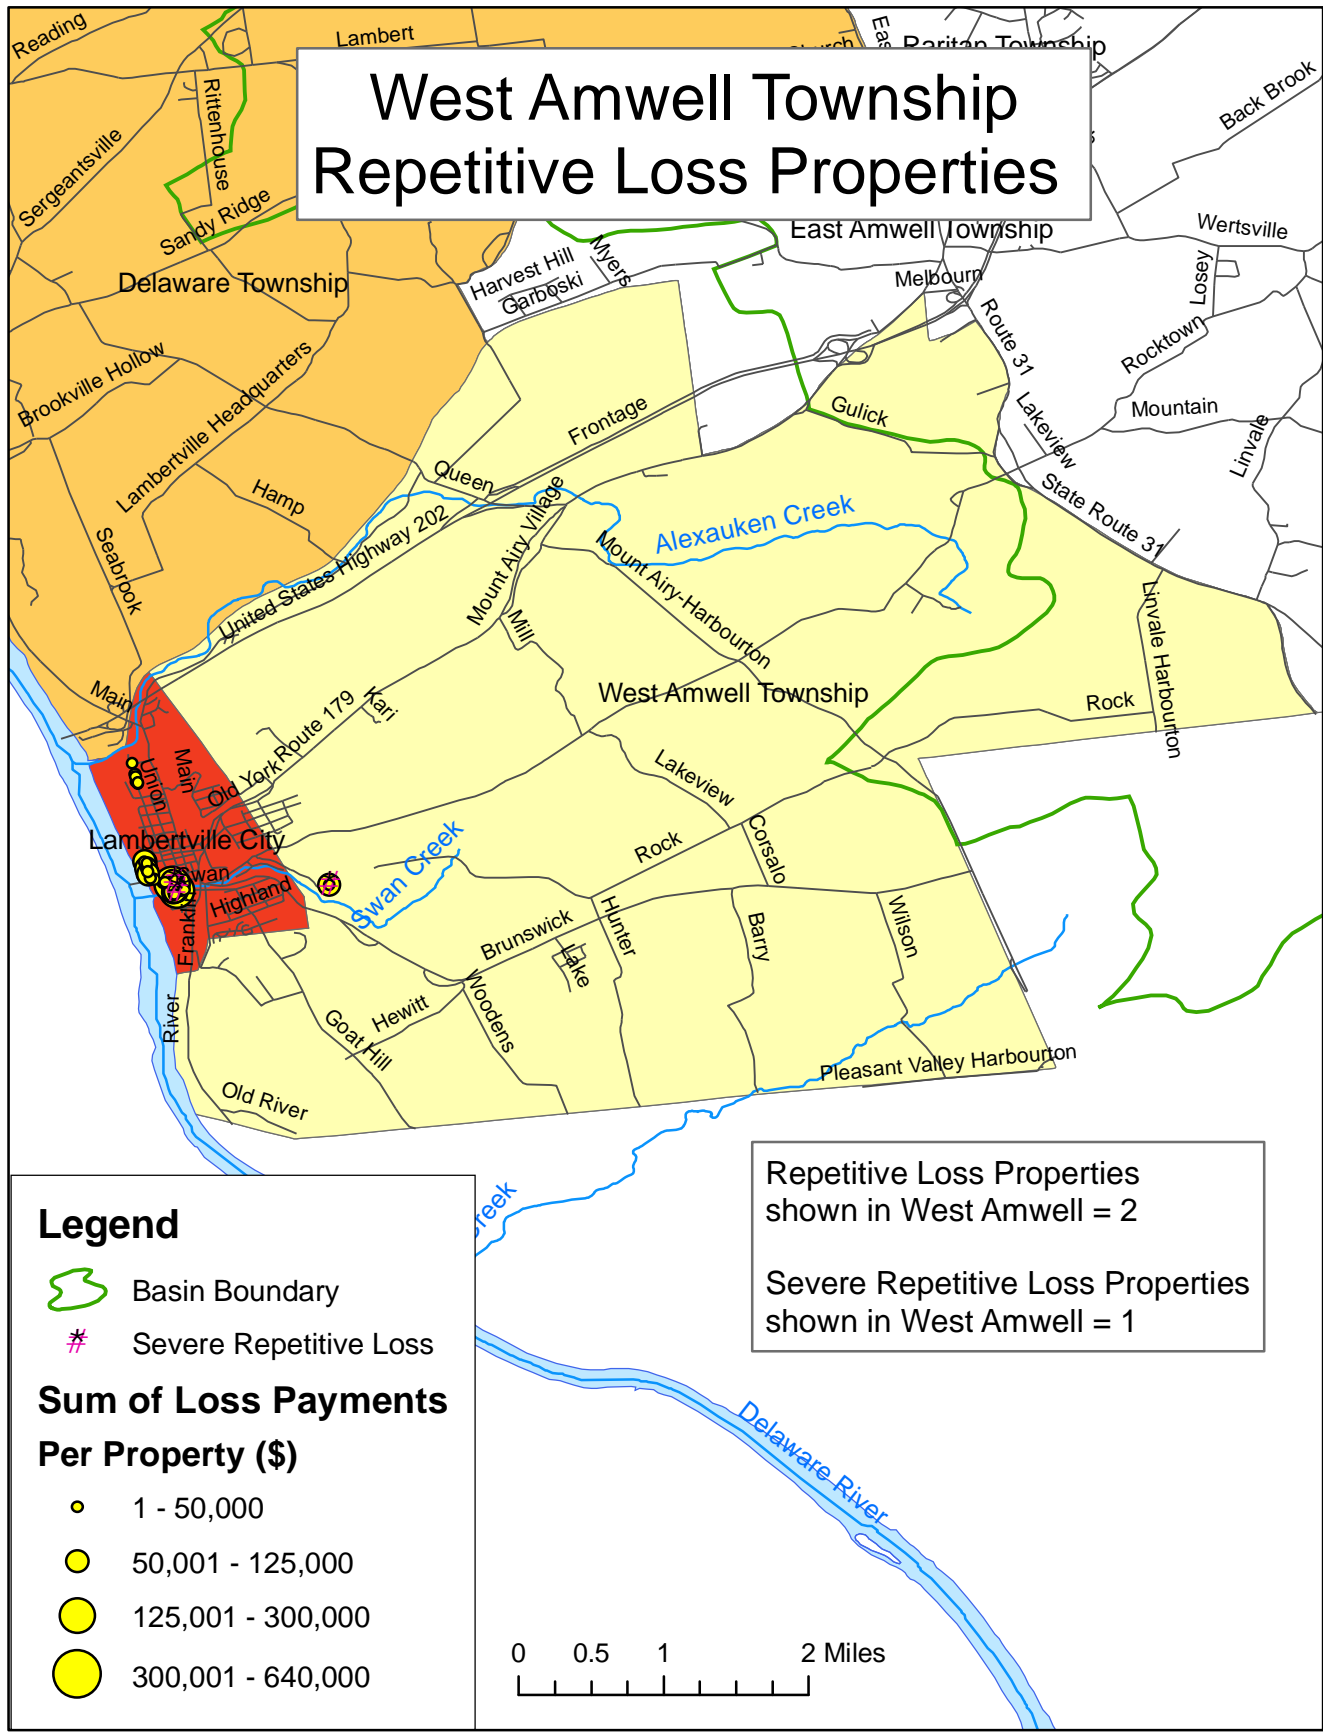 West Amwell Township
Repetitive Loss Properties
Reading
Lambert
Church
Raritan Township
Back Brook
Rittenhouse
Sergeantsville
Sandy Ridge
Delaware Township
East Amwell Township
Wertsville
Harvest Hill
Garboski
Myers
Melbourn
Losey
Route 31
Rocktown
Brookville Hollow
Lambertville Headquarters
Frontage
Gulick
Lakeview
Mountain
Linvale
Queen
Hamp
United States Highway 202
Mount Airy Village
Alexauken Creek
State Route 31
Seabrook
Mount Airy-Harbourton
Mill
Linvale Harbourton
Main
Kari
West Amwell Township
Rock
Union
Main
Old York
Route 179
Lakeview
Lambertville City
Swan
Highland
Swan Creek
Rock
Corsalo
Brunswick
Hunter
Barry
Wilson
Lake
River
Goat Hill
Hewitt
Woodens
Old River
Pleasant Valley Harbourton
Repetitive Loss Properties
shown in West Amwell = 2
Severe Repetitive Loss Properties
shown in West Amwell = 1
Delaware River
Legend
Basin Boundary
Severe Repetitive Loss
Sum of Loss Payments
Per Property ($)
1 - 50,000
50,001 - 125,000
125,001 - 300,000
300,001 - 640,000
0 0.5 1 2 Miles